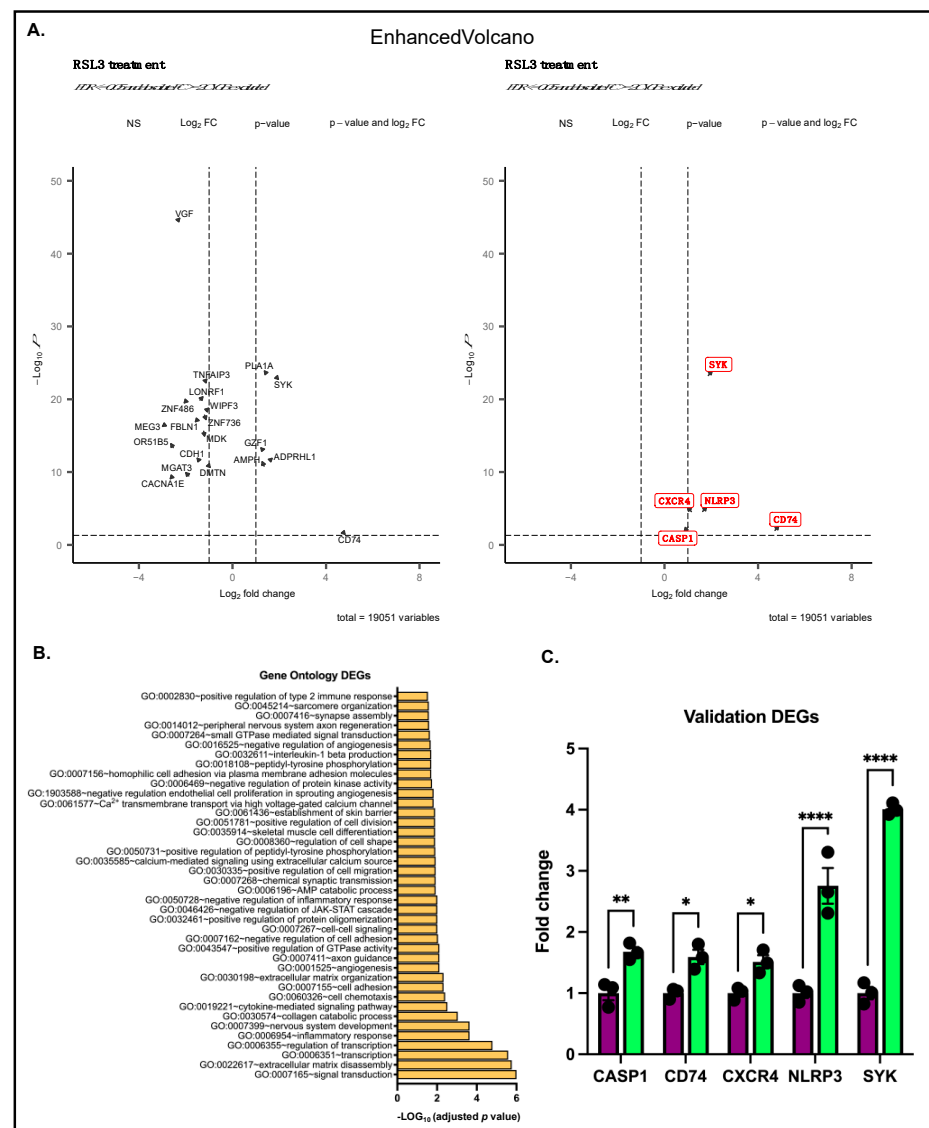 A.
EnhancedVolcano
RSL3 treatment
NS Log2 FC p−value p − value and log2 FC
50
40
30
20
10
0
−Log10 P
VGF
PLA1A
TNFAIP3
SYK
LONRF1
ZNF486
WIPF3
MEG3
FBLN1
ZNF736
OR51B5
MDK
GZF1
CDH1
AMPH
ADPRHL1
MGAT3
DMTN
CACNA1E
CD74
−4 0 4 8
Log2 fold change
total = 19051 variables
RSL3 treatment
NS Log2 FC p−value p − value and log2 FC
50
40
30
20
10
0
−Log10 P
SYK
CXCR4
NLRP3
CD74
CASP1
−4 0 4 8
Log2 fold change
total = 19051 variables
B.
Gene Ontology DEGs
GO:0002830~positive regulation of type 2 immune response
GO:0045214~sarcomere organization
GO:0007416~synapse assembly
GO:0014012~peripheral nervous system axon regeneration
GO:0007264~small GTPase mediated signal transduction
GO:0016525~negative regulation of angiogenesis
GO:0032611~interleukin-1 beta production
GO:0018108~peptidyl-tyrosine phosphorylation
GO:0007156~homophilic cell adhesion via plasma membrane adhesion molecules
GO:0006469~negative regulation of protein kinase activity
GO:1903588~negative regulation endothelial cell proliferation in sprouting angiogenesis
GO:0061577~Ca2+ transmembrane transport via high voltage-gated calcium channel
GO:0061436~establishment of skin barrier
GO:0051781~positive regulation of cell division
GO:0035914~skeletal muscle cell differentiation
GO:0008360~regulation of cell shape
GO:0050731~positive regulation of peptidyl-tyrosine phosphorylation
GO:0035585~calcium-mediated signaling using extracellular calcium source
GO:0030335~positive regulation of cell migration
GO:0007268~chemical synaptic transmission
GO:0006196~AMP catabolic process
GO:0050728~negative regulation of inflammatory response
GO:0046426~negative regulation of JAK-STAT cascade
GO:0032461~positive regulation of protein oligomerization
GO:0007267~cell-cell signaling
GO:0007162~negative regulation of cell adhesion
GO:0043547~positive regulation of GTPase activity
GO:0007411~axon guidance
GO:0001525~angiogenesis
GO:0030198~extracellular matrix organization
GO:0007155~cell adhesion
GO:0060326~cell chemotaxis
GO:0019221~cytokine-mediated signaling pathway
GO:0030574~collagen catabolic process
GO:0007399~nervous system development
GO:0006954~inflammatory response
GO:0006355~regulation of transcription
GO:0006351~transcription
GO:0022617~extracellular matrix disassembly
GO:0007165~signal transduction
0 2 4 6
-LOG10 (adjusted p value)
C.
Validation DEGs
Fold change
5
4
3
2
1
0
** * * **** ****
CASP1 CD74 CXCR4 NLRP3 SYK